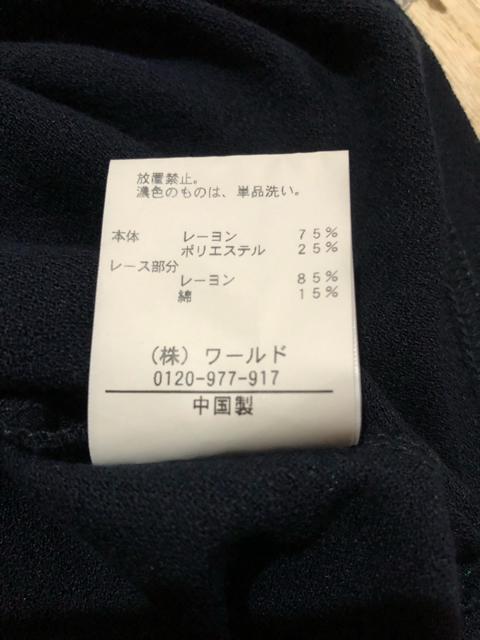 放置禁止。
濃色のものは、単品洗い。
本体 レーヨン 75%
ポリエステル 25%
レース部分
レーヨン 85%
綿 15%
(株) ワールド
0120-977-917
中国製